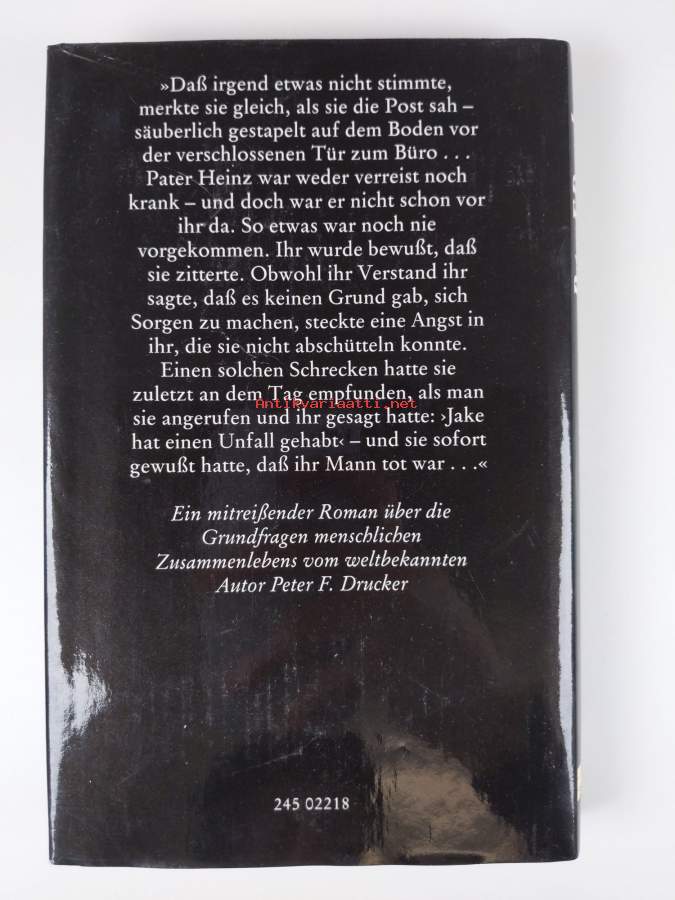 »Daß irgend etwas nicht stimmte,
merkte sie gleich, als sie die Post sah –
säuberlich gestapelt auf dem Boden vor
der verschlossenen Tür zum Büro . . .
Pater Heinz war weder verreist noch
krank – und doch war er nicht schon vor
ihr da. So etwas war noch nie
vorgekommen. Ihr wurde bewußt, daß
sie zitterte. Obwohl ihr Verstand ihr
sagte, daß es keinen Grund gab, sich
Sorgen zu machen, steckte eine Angst in
ihr, die sie nicht abschütteln konnte.
Einen solchen Schrecken hatte sie
zuletzt an dem Tag empfunden, als man
Antikvariaatti.net
sie angerufen und ihr gesagt hatte: ›Jake
hat einen Unfall gehabt‹ – und sie sofort
gewußt hatte, daß ihr Mann tot war . . .«
Ein mitreißender Roman über die
Grundfragen menschlichen
Zusammenlebens vom weltbekannten
Autor Peter F. Drucker
245 02218